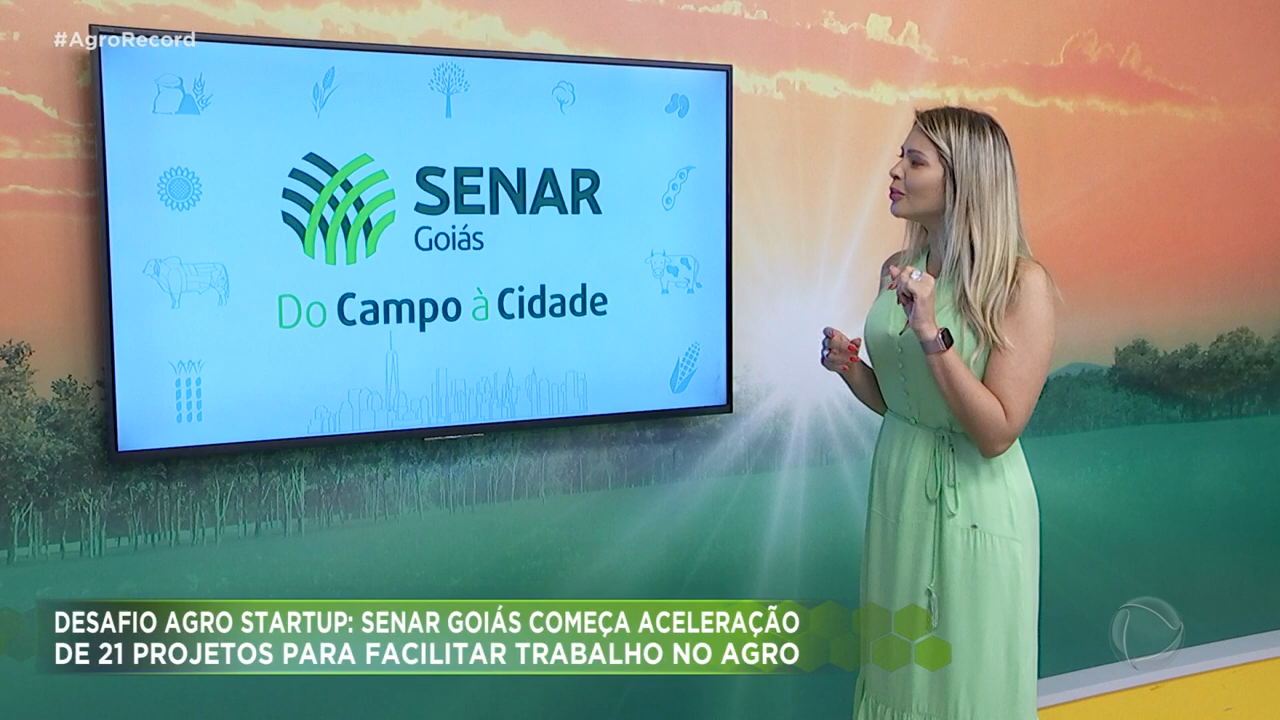 #AgroRecord
SENAR
Goiás
Do Campo à Cidade
DESAFIO AGRO STARTUP: SENAR GOIÁS COMEÇA ACELERAÇÃO
DE 21 PROJETOS PARA FACILITAR TRABALHO NO AGRO